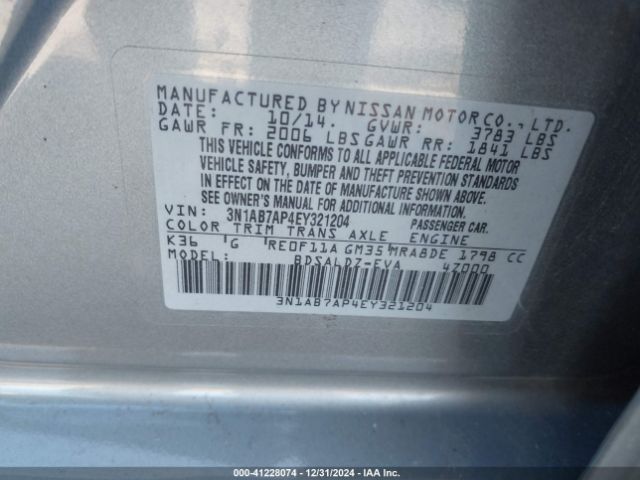 MANUFACTURED BY NISSAN MOTOR CO., LTD.
DATE: 10/14. GVWR: 3783 LBS
GAWR FR: 2006 LBS GAWR RR: 1841 LBS
THIS VEHICLE CONFORMS TO ALL APPLICABLE FEDERAL MOTOR
VEHICLE SAFETY, BUMPER AND THEFT PREVENTION STANDARDS
IN EFFECT ON THE DATE OF MANUFACTURE SHOWN ABOVE.
SEE OWNER'S MANUAL FOR ADDITIONAL INFORMATION.
VIN: 3N1AB7AP4EY321204 PASSENGER CAR.
COLOR TRIM TRANS AXLE ENGINE
K36 G RE0F11A GM35 MRA8DE 1798 CC
MODEL: BDSALDZ-EVA 4Z000
3N1AB7AP4EY321204
000-41228074 | 12/31/2024 - IAA Inc.